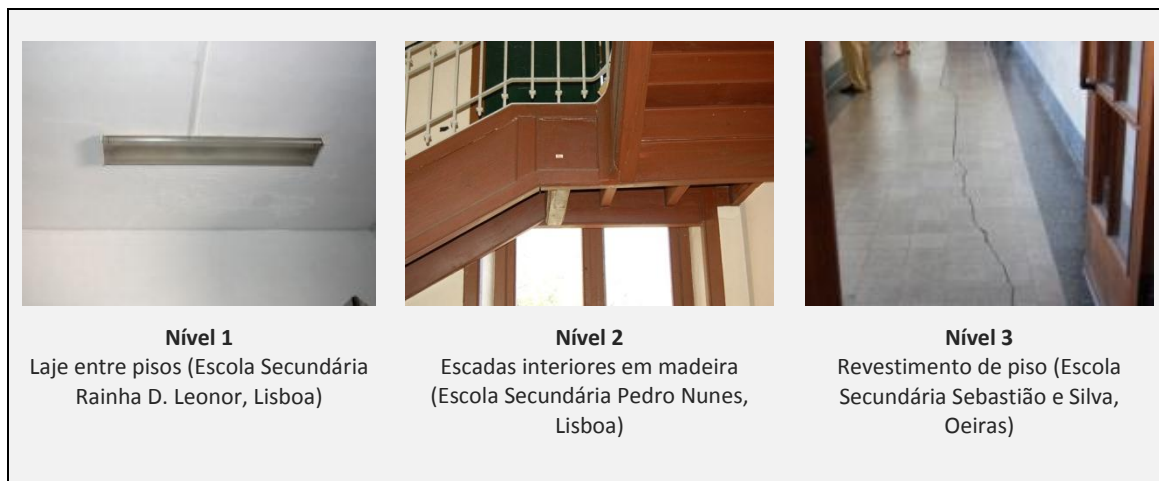 Nível 1
Laje entre pisos (Escola Secundária
Rainha D. Leonor, Lisboa)
Nível 2
Escadas interiores em madeira
(Escola Secundária Pedro Nunes,
Lisboa)
Nível 3
Revestimento de piso (Escola
Secundária Sebastião e Silva,
Oeiras)